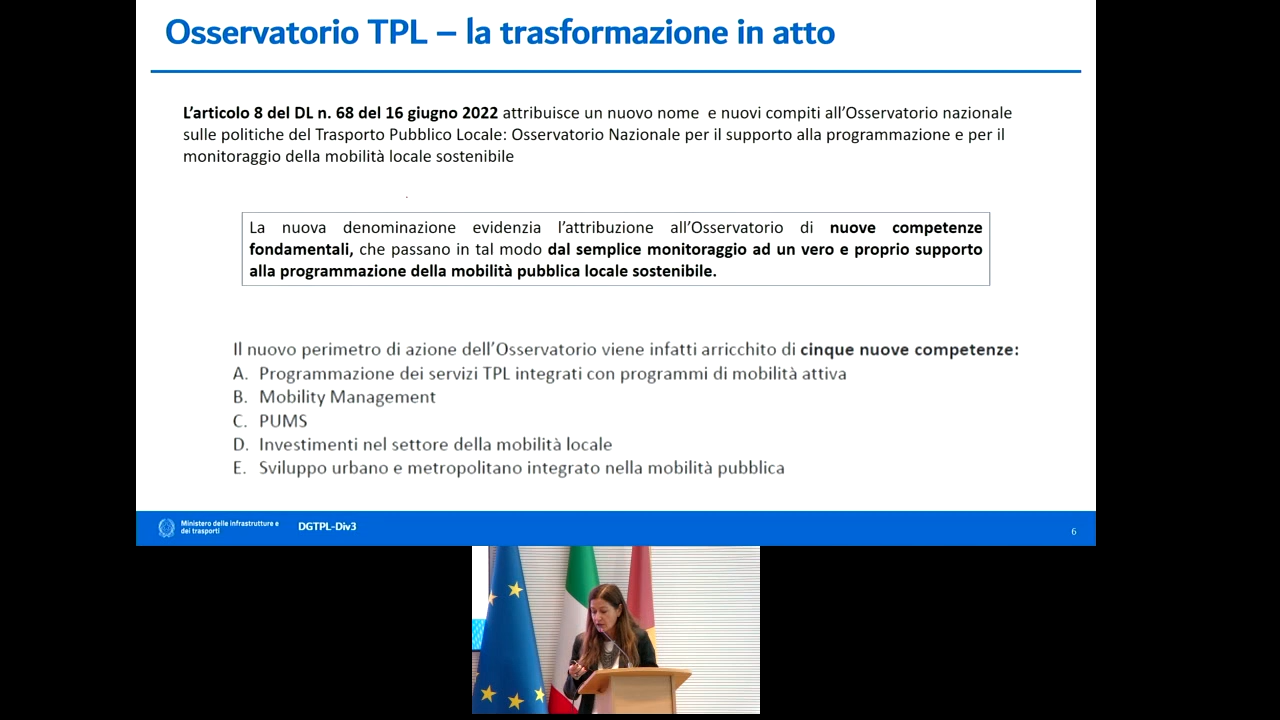 Osservatorio TPL – la trasformazione in atto
L’articolo 8 del DL n. 68 del 16 giugno 2022 attribuisce un nuovo nome e nuovi compiti all’Osservatorio nazionale
sulle politiche del Trasporto Pubblico Locale: Osservatorio Nazionale per il supporto alla programmazione e per il
monitoraggio della mobilità locale sostenibile
La nuova denominazione evidenzia l’attribuzione all’Osservatorio di nuove competenze
fondamentali, che passano in tal modo dal semplice monitoraggio ad un vero e proprio supporto
alla programmazione della mobilità pubblica locale sostenibile.
Il nuovo perimetro di azione dell’Osservatorio viene infatti arricchito di cinque nuove competenze:
A. Programmazione dei servizi TPL integrati con programmi di mobilità attiva
B. Mobility Management
C. PUMS
D. Investimenti nel settore della mobilità locale
E. Sviluppo urbano e metropolitano integrato nella mobilità pubblica
Ministero delle infrastrutture e
dei trasporti
DGTPL-Div3
6